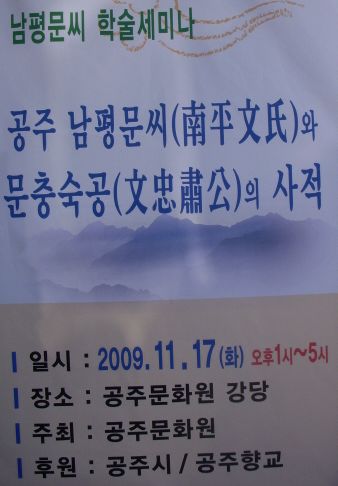 남평문씨 학술세미나
공주 남평문씨(南平文氏)와
문충숙공(文忠肅公)의 사적
| 일시 : 2009. 11. 17(화) 오후1시~5시
| 장소 : 공주문화원 강당
| 주최 : 공주문화원
| 후원 : 공주시 / 공주향교